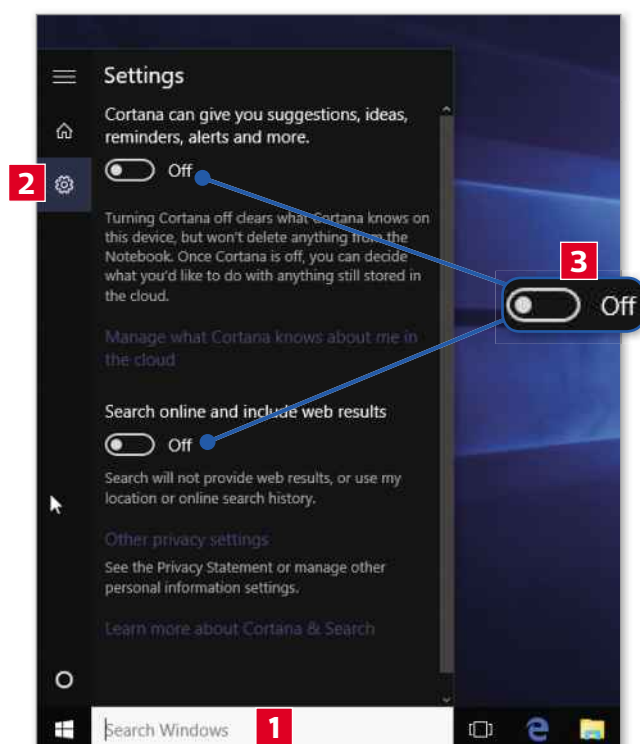 Settings
Cortana can give you suggestions, ideas,
reminders, alerts and more.
2
Off
Turning Cortana off clears what Cortana knows on
this device, but won't delete anything from the
Notebook. Once Cortana is off, you can decide
what you'd like to do with anything still stored in
the cloud.
3
Off
Manage what Cortana knows about me in
the cloud
Search online and include web results
Off
Search will not provide web results, or use my
location or online search history.
Other privacy settings
See the Privacy Statement or manage other
personal information settings.
Learn more about Cortana & Search
Search Windows
1